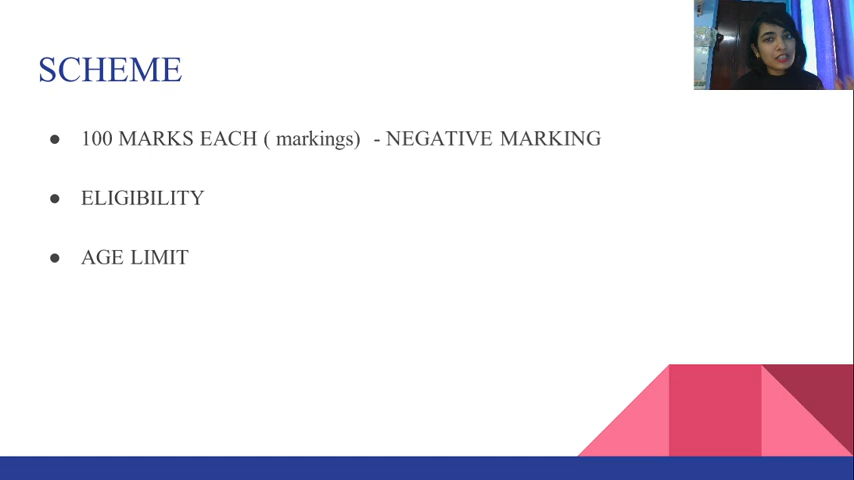 SCHEME
● 100 MARKS EACH ( markings) - NEGATIVE MARKING
● ELIGIBILITY
● AGE LIMIT